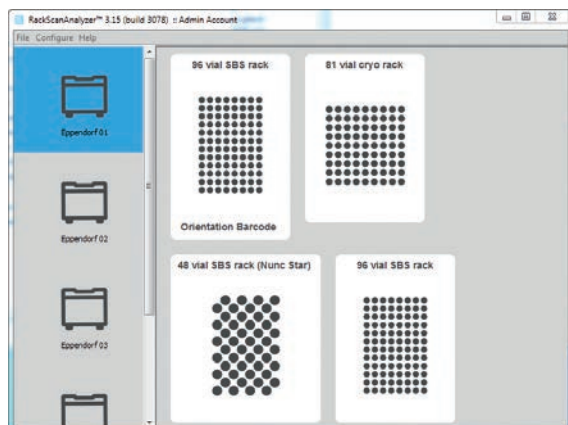 RackScanAnalyzer™ 3.15 (build 3078) :: Admin Account
File Configure Help
Eppendorf 01
Eppendorf 02
Eppendorf 03
96 vial SBS rack
Orientation Barcode
81 vial cryo rack
48 vial SBS rack (Nunc Star)
96 vial SBS rack